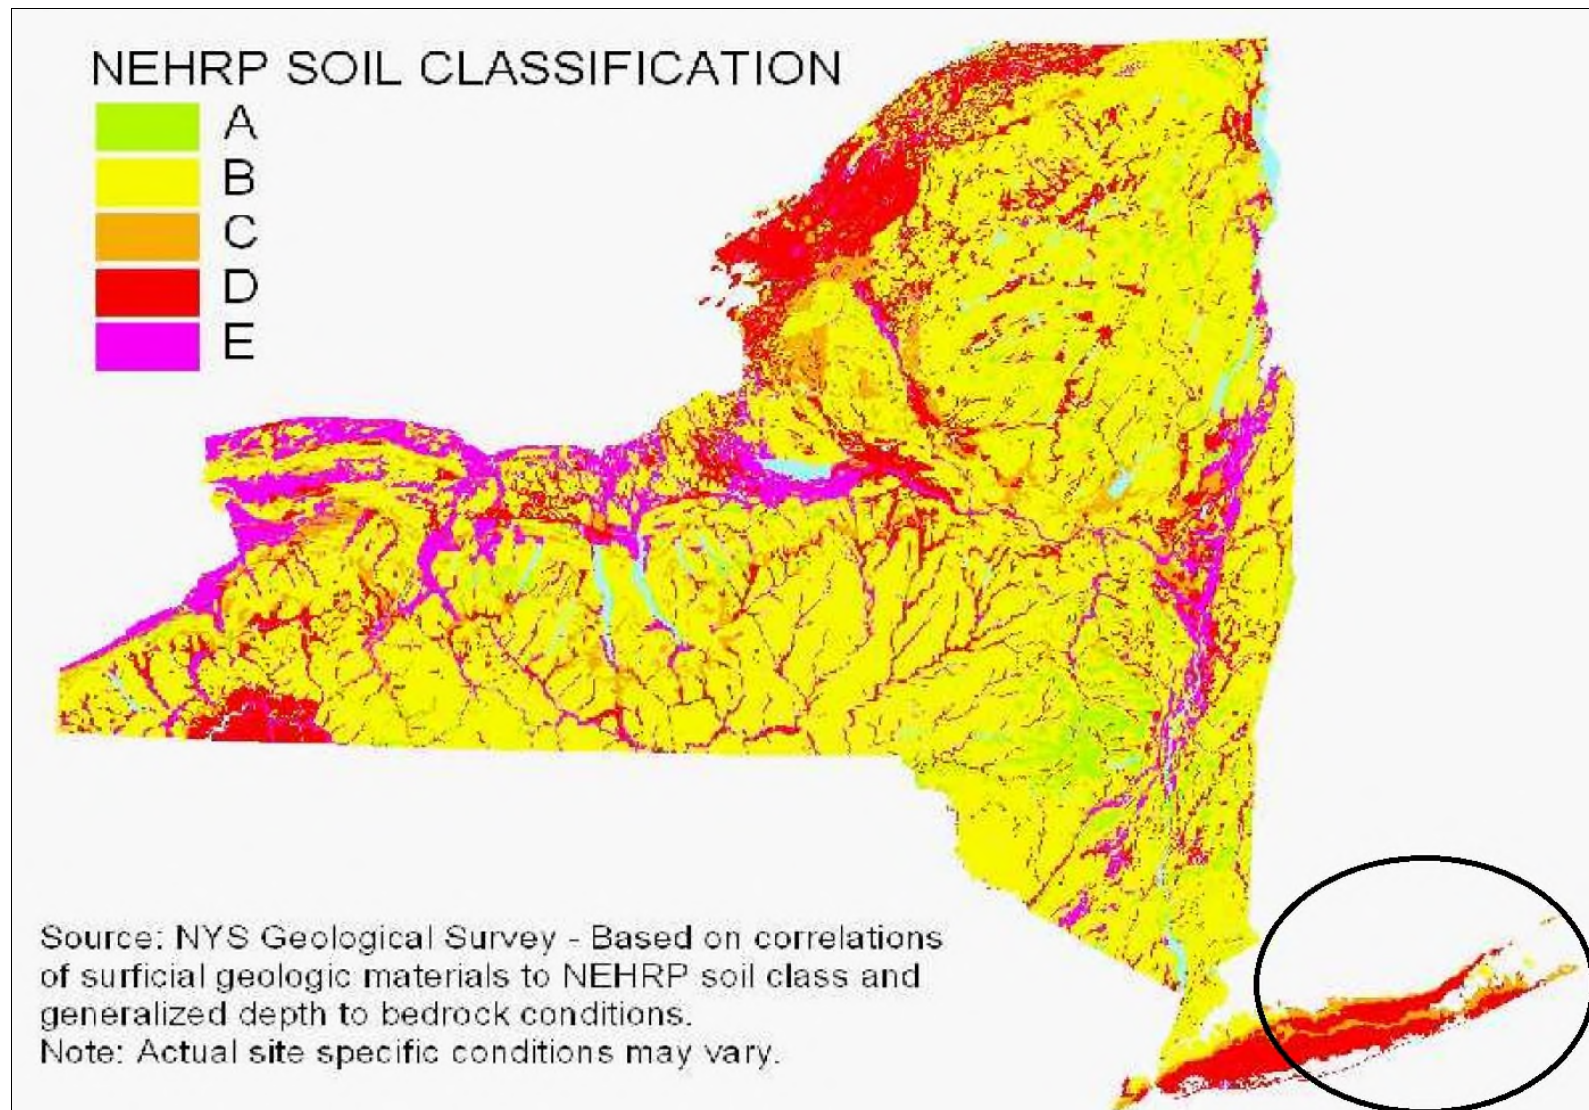 NEHRP SOIL CLASSIFICATION
A
B
C
D
E
Source: NYS Geological Survey - Based on correlations
of surficial geologic materials to NEHRP soil class and
generalized depth to bedrock conditions.
Note: Actual site specific conditions may vary.